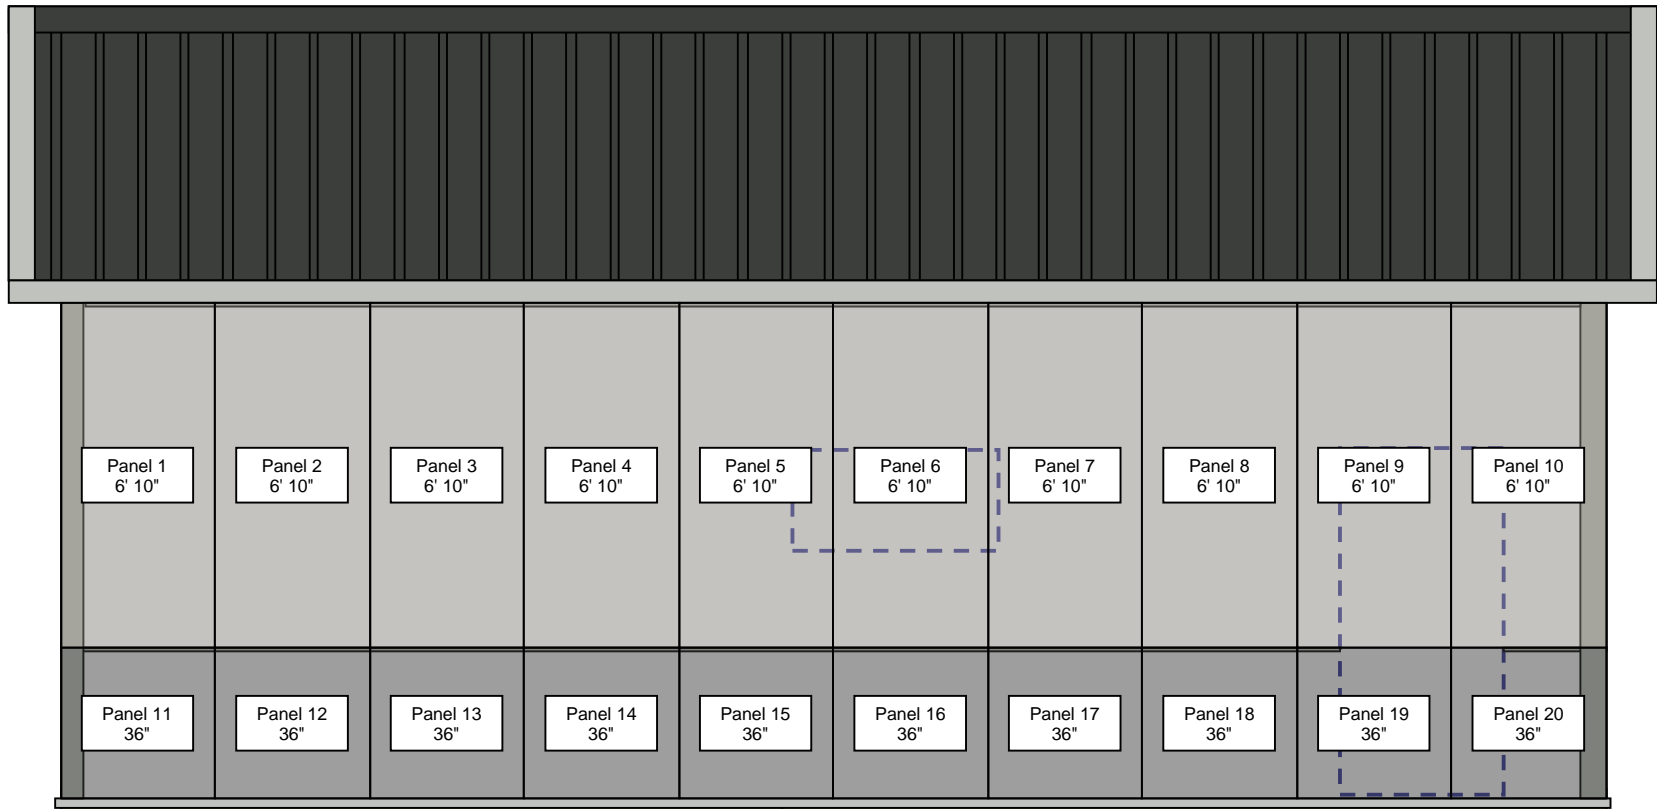 Panel 1
6' 10"
Panel 2
6' 10"
Panel 3
6' 10"
Panel 4
6' 10"
Panel 5
6' 10"
Panel 6
6' 10"
Panel 7
6' 10"
Panel 8
6' 10"
Panel 9
6' 10"
Panel 10
6' 10"
Panel 11
36"
Panel 12
36"
Panel 13
36"
Panel 14
36"
Panel 15
36"
Panel 16
36"
Panel 17
36"
Panel 18
36"
Panel 19
36"
Panel 20
36"